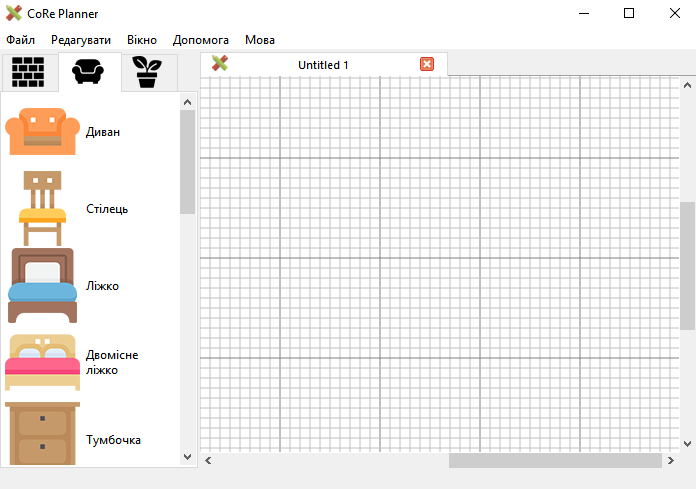 CoRe Planner
Файл Редагувати Вікно Допомога Мова
Untitled 1
Диван
Стілець
Ліжко
Двомісне
ліжко
Тумбочка